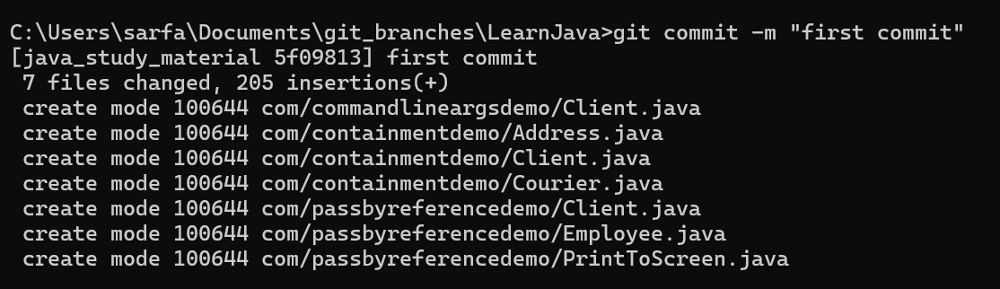 C:\Users\sarfa\Documents\git_branches\LearnJava>git commit -m "first commit"
[java_study_material 5f09813] first commit
 7 files changed, 205 insertions(+)
 create mode 100644 com/commandlineargsdemo/Client.java
 create mode 100644 com/containmentdemo/Address.java
 create mode 100644 com/containmentdemo/Client.java
 create mode 100644 com/containmentdemo/Courier.java
 create mode 100644 com/passbyreferencedemo/Client.java
 create mode 100644 com/passbyreferencedemo/Employee.java
 create mode 100644 com/passbyreferencedemo/PrintToScreen.java